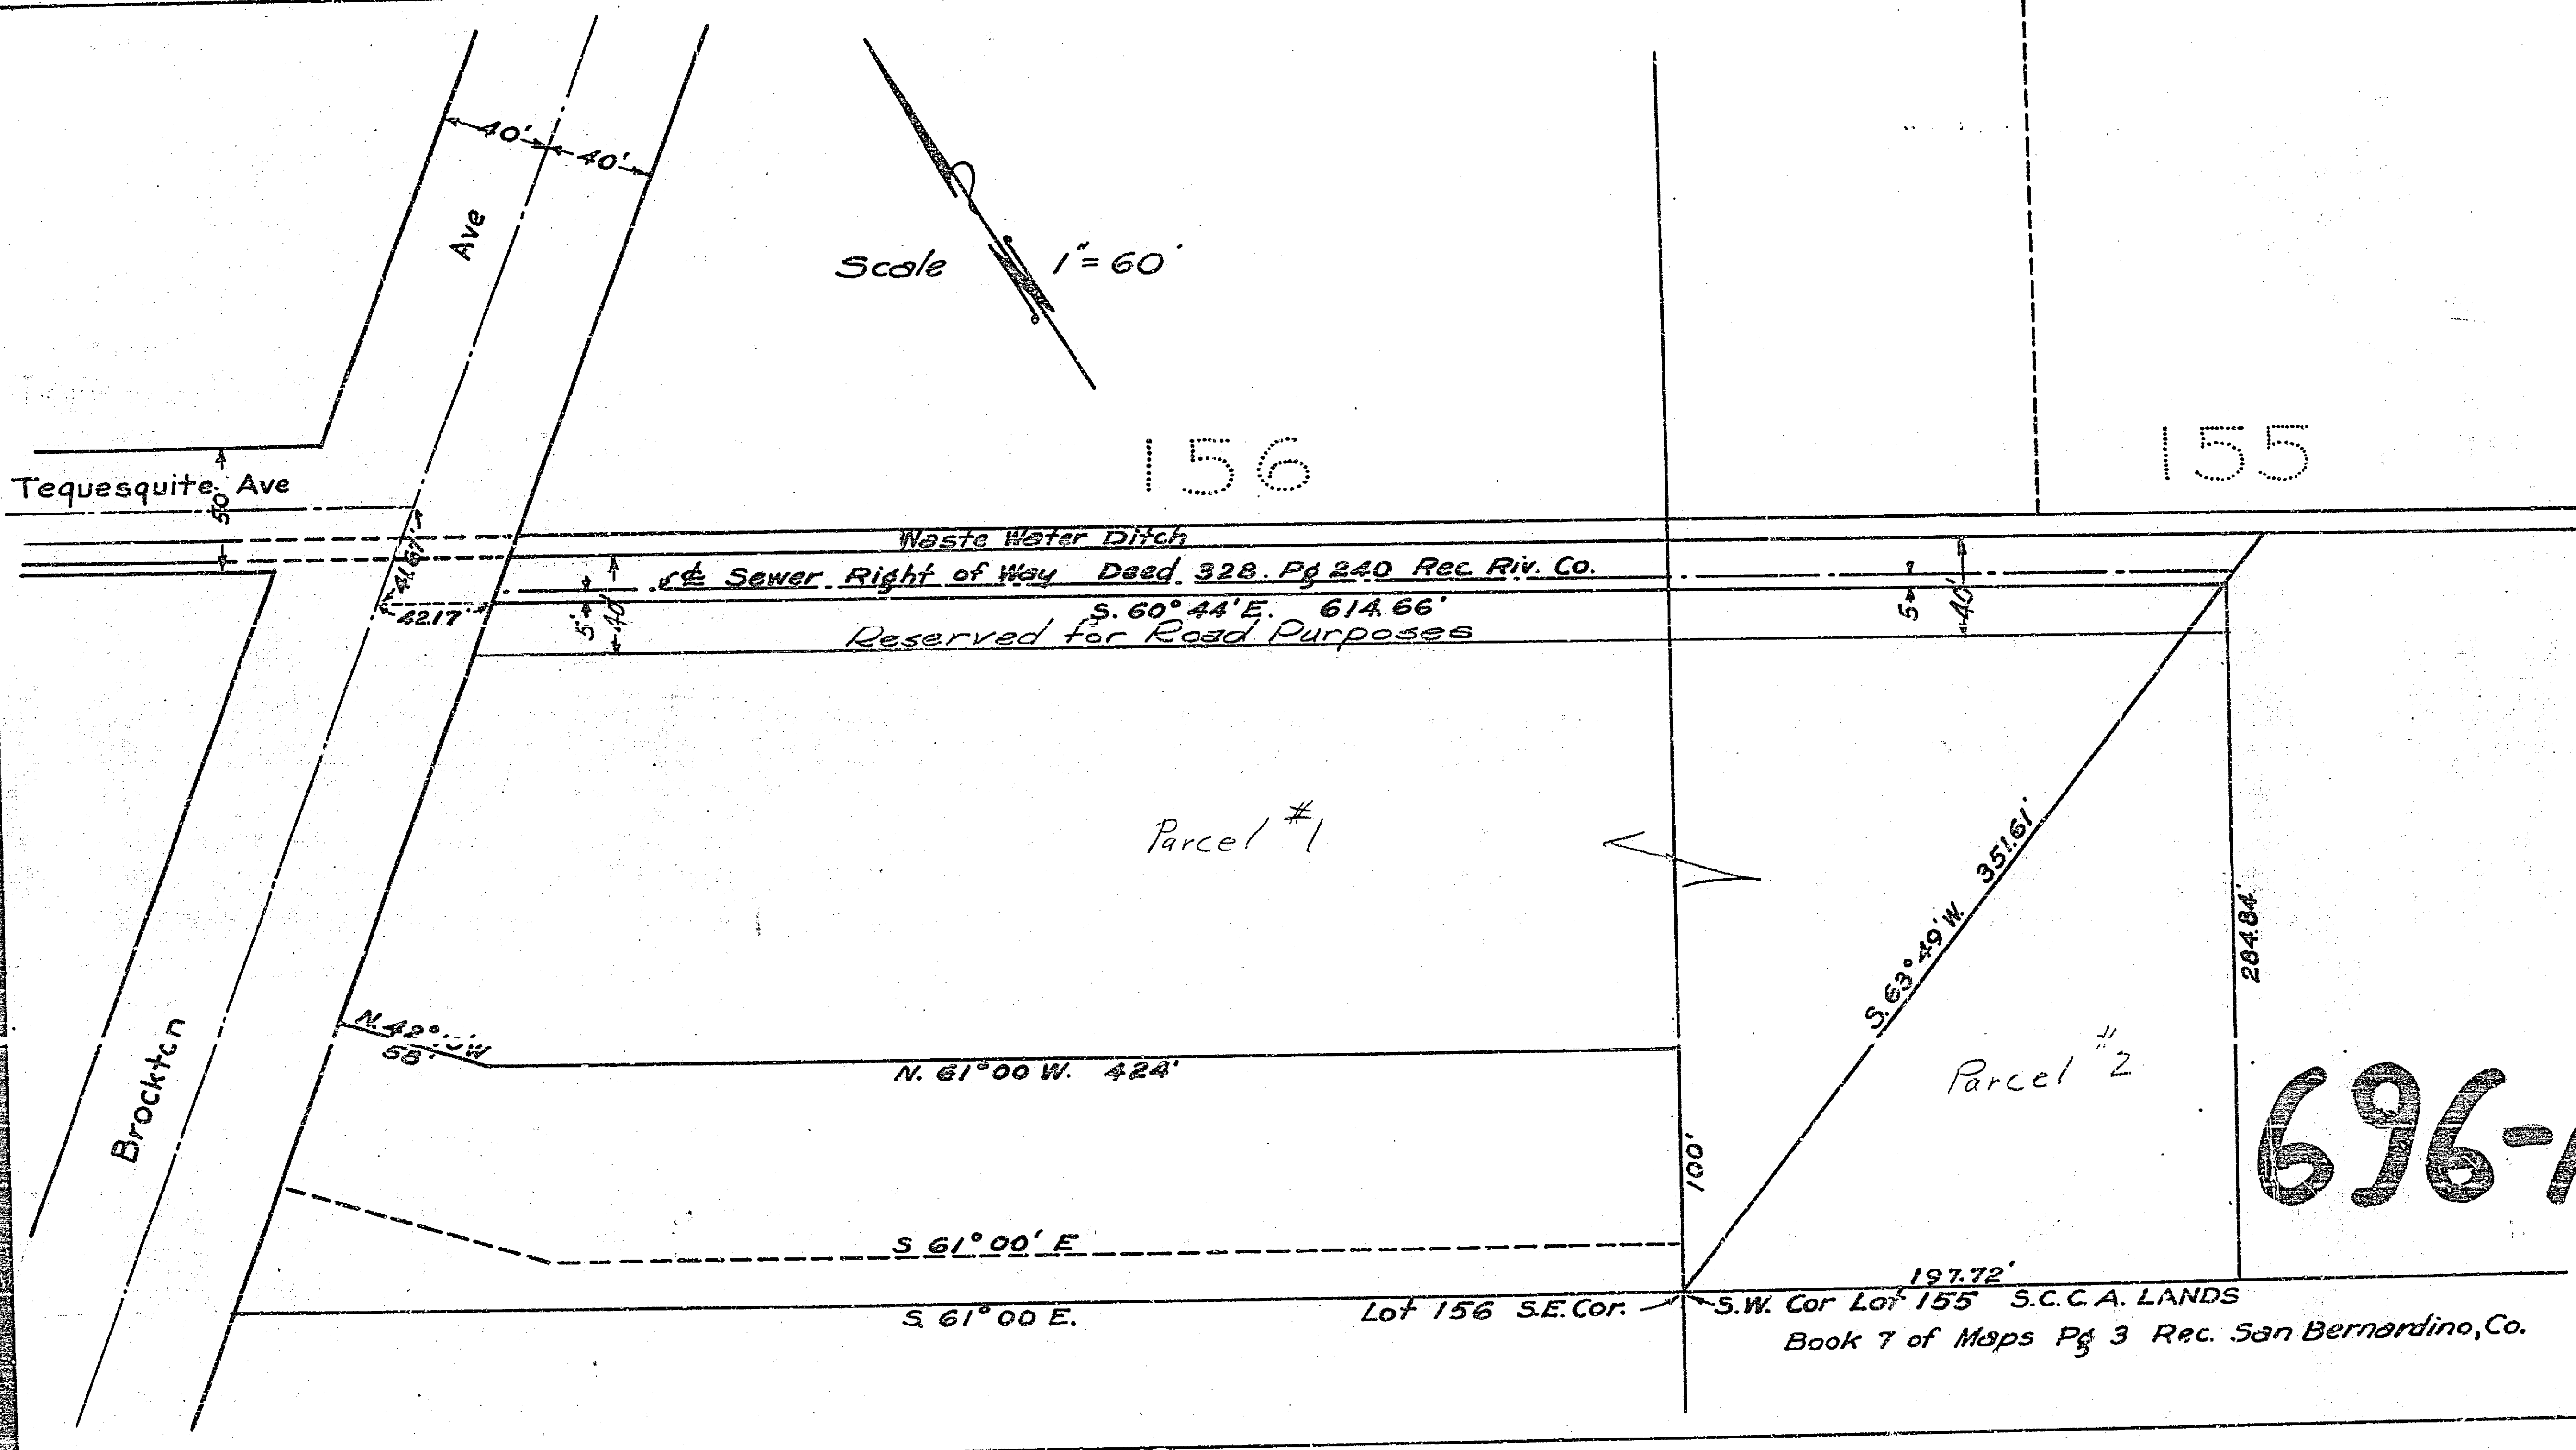 40'
40'
Ave
Scale 1" = 60'
156
155
Tequesquite Ave
50'
Waste Water Ditch
41.67'
℄ Sewer Right of Way Deed 328. Pg 240 Rec. Riv. Co.
42.17'
5'
40'
S. 60° 44' E. 614.66'
5'
40'
Reserved for Road Purposes
Parcel #1
S. 63° 49' W. 351.61'
284.84'
N. 42° W
58'
N. 61° 00 W. 424'
Parcel #2
696-
Brockton
100'
S 61° 00' E
197.72'
S. 61° 00 E.
Lot 156 S.E. Cor.
S.W. Cor Lot 155 S.C.C.A. LANDS
Book 7 of Maps Pg 3 Rec. San Bernardino, Co.